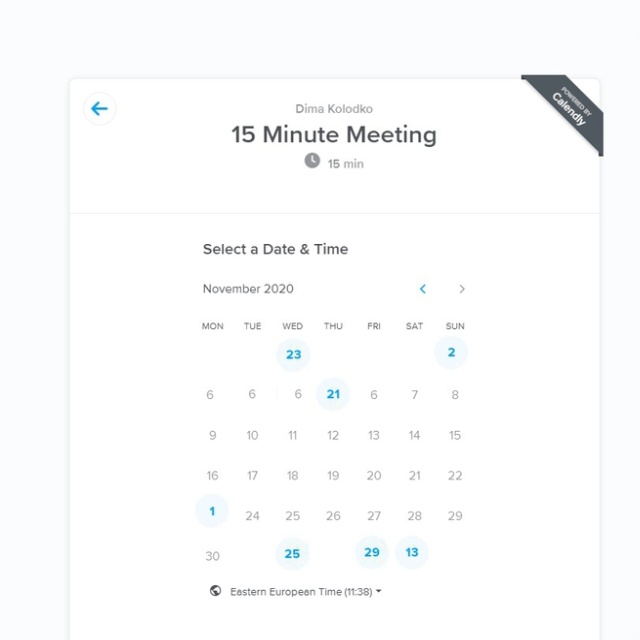 Dima Kolodko
15 Minute Meeting
15 min
POWERED BY
Calendly
Select a Date & Time
November 2020
MON TUE WED THU FRI SAT SUN
23 2
6 6 6 21 6 7 8
9 10 11 12 13 14 15
16 17 18 19 20 21 22
1 24 25 26 27 28 29
30 25 29 13
Eastern European Time (11:38)